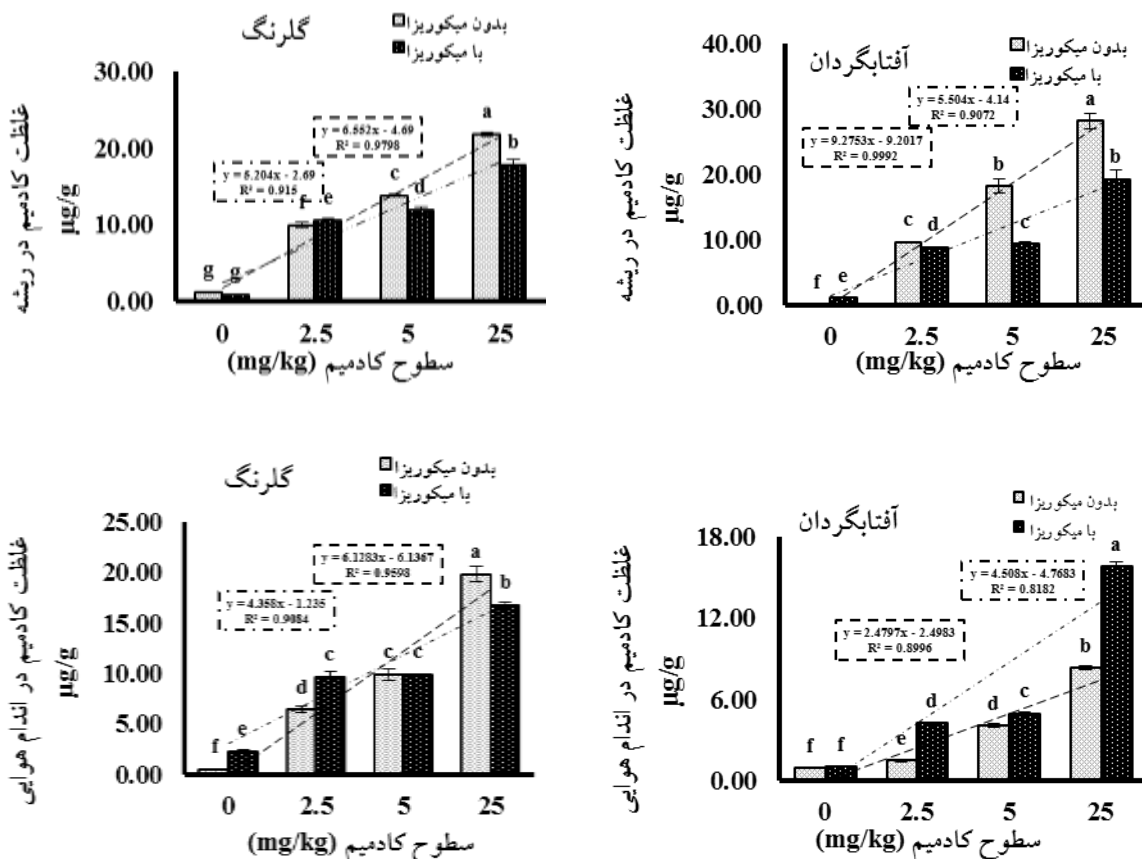 گلرنگ
بدون میکوریزا
با میکوریزا
غلظت کادمیم در ریشه
µg/g
30.00
20.00
10.00
0.00
y = 6.552x - 4.69
R² = 0.9798
y = 5.204x - 2.69
R² = 0.915
g
g
f
e
c
d
a
b
0
2.5
5
25
سطوح کادمیم (mg/kg)
آفتابگردان
بدون میکوریزا
با میکوریزا
غلظت کادمیم در ریشه
µg/g
40.00
30.00
20.00
10.00
0.00
y = 5.504x - 4.14
R² = 0.9072
y = 9.2753x - 9.2017
R² = 0.9992
f
e
c
d
b
c
a
b
0
2.5
5
25
سطوح کادمیم (mg/kg)
گلرنگ
بدون میکوریزا
با میکوریزا
غلظت کادمیم در اندام هوایی
µg/g
25.00
20.00
15.00
10.00
5.00
0.00
y = 6.1283x - 6.1367
R² = 0.9598
y = 4.358x - 1.235
R² = 0.9084
f
e
d
c
c
c
a
b
0
2.5
5
25
سطوح کادمیم (mg/kg)
آفتابگردان
بدون میکوریزا
با میکوریزا
غلظت کادمیم در اندام هوایی
µg/g
18.00
12.00
6.00
0.00
y = 4.508x - 4.7683
R² = 0.8182
y = 2.4797x - 2.4983
R² = 0.8996
f
f
e
d
d
c
b
a
0
2.5
5
25
سطوح کادمیم (mg/kg)